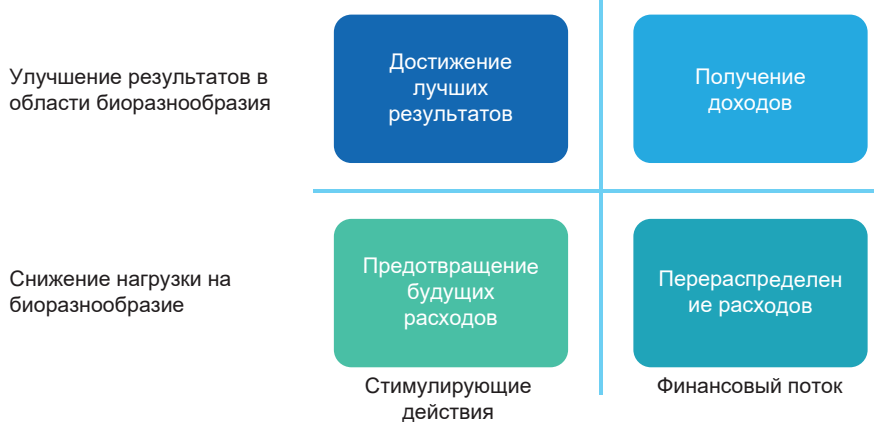 Улучшение результатов в
области биоразнообразия
Достижение
лучших
результатов
Получение
доходов
Снижение нагрузки на
биоразнообразие
Предотвращение
будущих
расходов
Перераспределен
ие расходов
Стимулирующие
действия
Финансовый поток